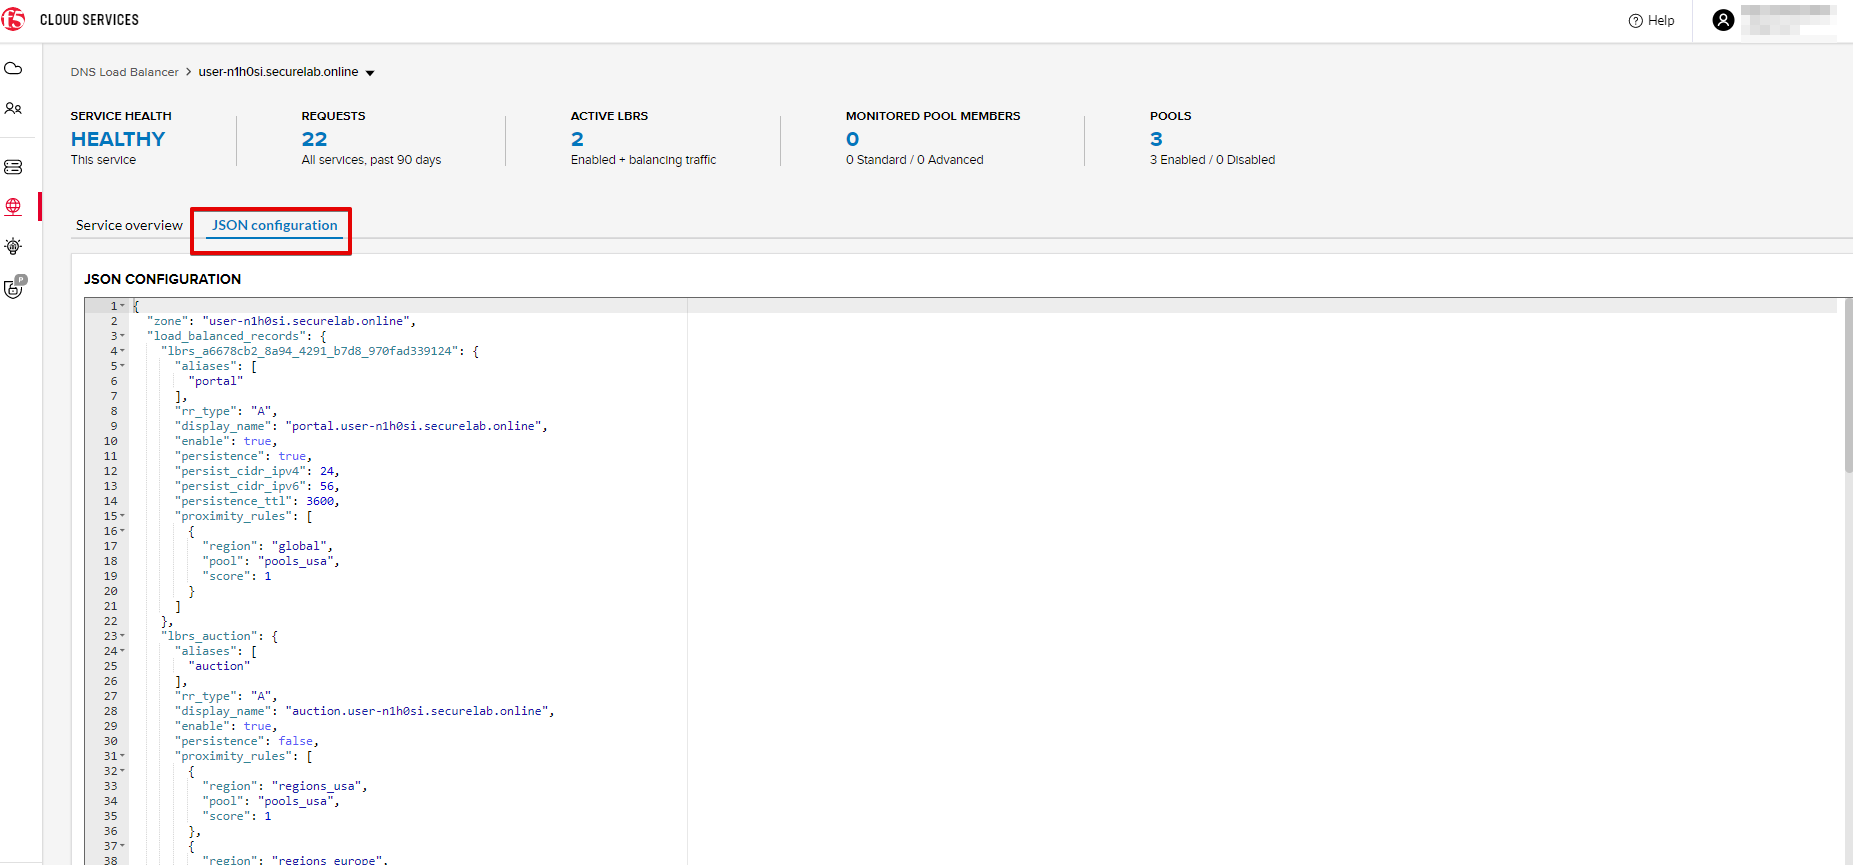 f5 CLOUD SERVICES
Help
DNS Load Balancer > user-n1h0si.securelab.online
SERVICE HEALTH
HEALTHY
This service
REQUESTS
22
All services, past 90 days
ACTIVE LBRS
2
Enabled + balancing traffic
MONITORED POOL MEMBERS
0
0 Standard / 0 Advanced
POOLS
3
3 Enabled / 0 Disabled
Service overview
JSON configuration
P
JSON CONFIGURATION
1 {
2 "zone": "user-n1h0si.securelab.online",
3 "load_balanced_records": {
4 "lbrs_a6678cb2_8a94_4291_b7d8_970fad339124": {
5 "aliases": [
6 "portal"
7 ],
8 "rr_type": "A",
9 "display_name": "portal.user-n1h0si.securelab.online",
10 "enable": true,
11 "persistence": true,
12 "persist_cidr_ipv4": 24,
13 "persist_cidr_ipv6": 56,
14 "persistence_ttl": 3600,
15 "proximity_rules": [
16 {
17 "region": "global",
18 "pool": "pools_usa",
19 "score": 1
20 }
21 ]
22 },
23 "lbrs_auction": {
24 "aliases": [
25 "auction"
26 ],
27 "rr_type": "A",
28 "display_name": "auction.user-n1h0si.securelab.online",
29 "enable": true,
30 "persistence": false,
31 "proximity_rules": [
32 {
33 "region": "regions_usa",
34 "pool": "pools_usa",
35 "score": 1
36 },
37 {
38 "region": "regions_europe",